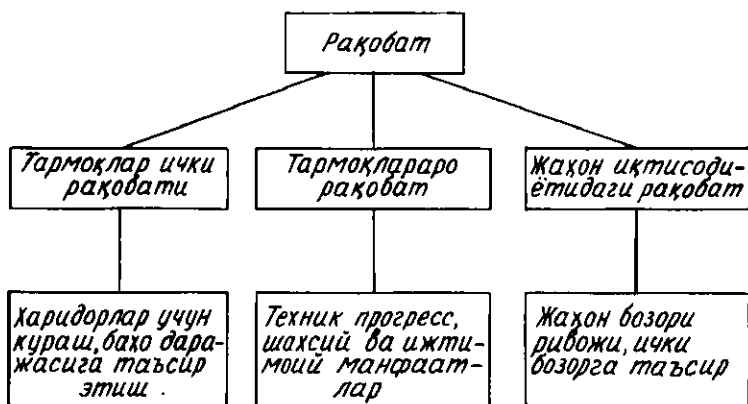 Рақобат
Тармоқлар ички
рақобати
Тармоқлараро
рақобат
Жаҳон иқтисоди-
ётидаги рақобат
Харидорлар учун
кураш, баҳо дара-
жасига таъсир
этиш.
Техник прогресс,
шахсий ва ижти-
моий манфаат-
лар
Жаҳон бозори
ривожи, ички
бозорга таъсир